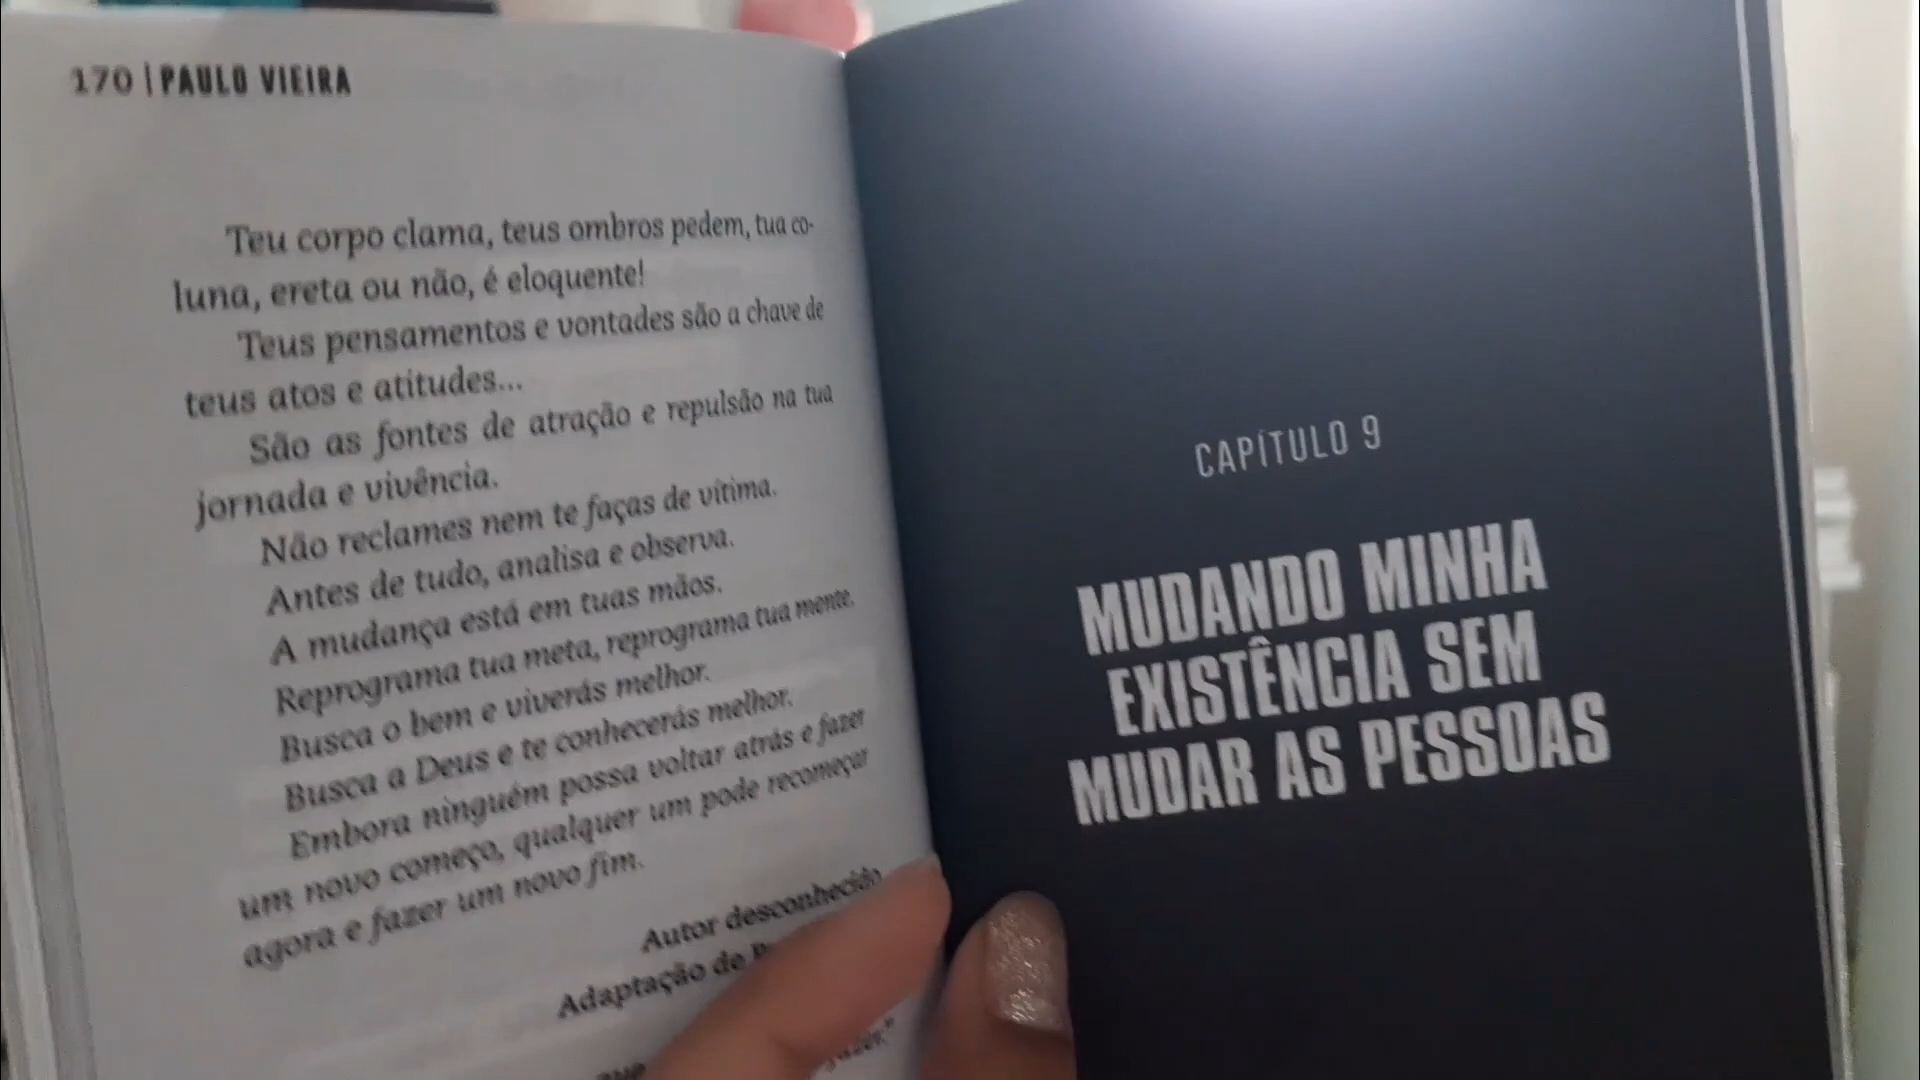 170 | PAULO VIEIRA
Teu corpo clama, teus ombros pedem, tua co-
luna, ereta ou não, é eloquente!
Teus pensamentos e vontades são a chave de
teus atos e atitudes...
São as fontes de atração e repulsão na tua
jornada e vivência.
Não reclames nem te faças de vítima.
Antes de tudo, analisa e observa.
A mudança está em tuas mãos.
Reprograma tua meta, reprograma tua mente.
Busca o bem e viverás melhor.
Busca a Deus e te conhecerás melhor.
Embora ninguém possa voltar atrás e fazer
um novo começo, qualquer um pode recomeçar
agora e fazer um novo fim.
Autor desconhecido
Adaptação de
CAPÍTULO 9
MUDANDO MINHA
EXISTÊNCIA SEM
MUDAR AS PESSOAS